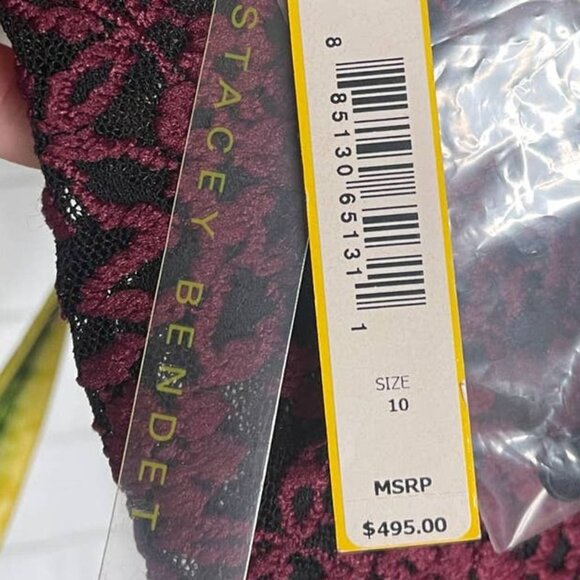 STACEY BENDET
8 85130 65131 1
SIZE
10
MSRP
$495.00